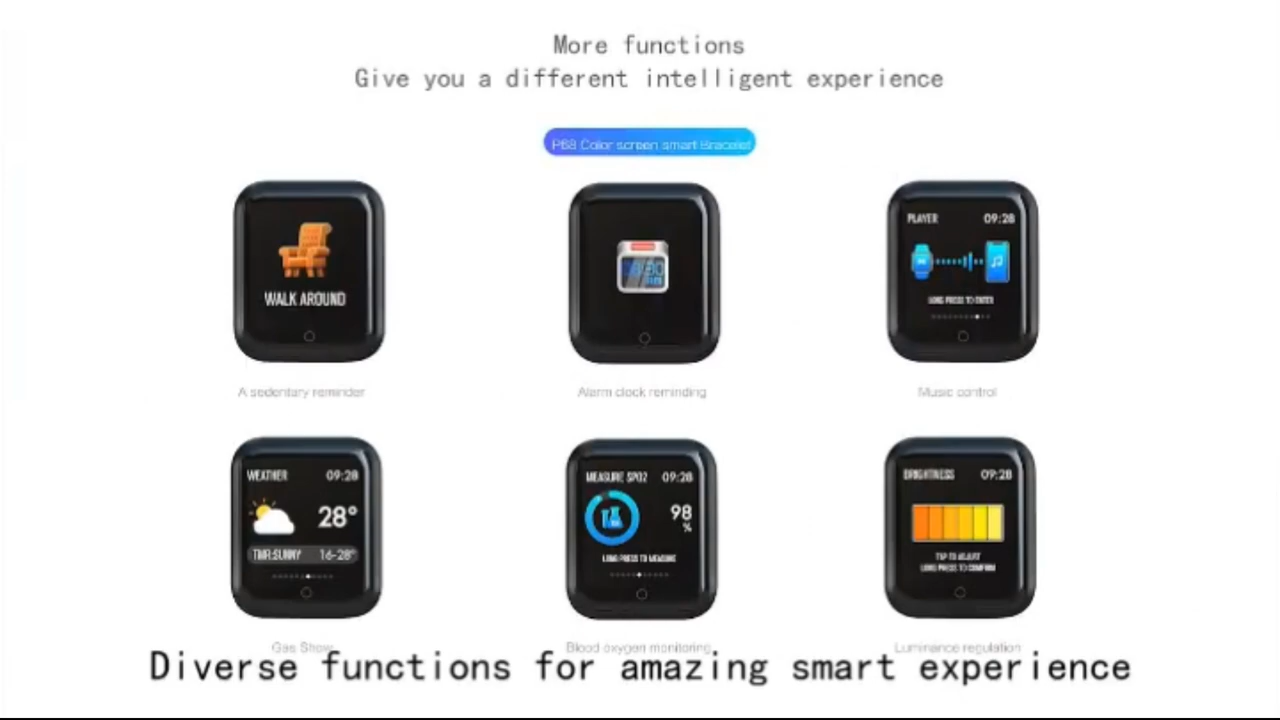 More functions
Give you a different intelligent experience
P68 Color screen smart Bracelet
WALK AROUND
PLAYER 09:28
LONG PRESS TO ENTER
A sedentary reminder
Alarm clock reminding
Music control
WEATHER 09:28
28°
TMR:SUNNY 16-28°
MEASURE SPO2 09:28
98
%
LONG PRESS TO MEASURE
BRIGHTNESS 09:28
TAP TO ADJUST
LONG PRESS TO CONFIRM
Gas Show
Blood oxygen monitoring
Luminance regulation
Diverse functions for amazing smart experience